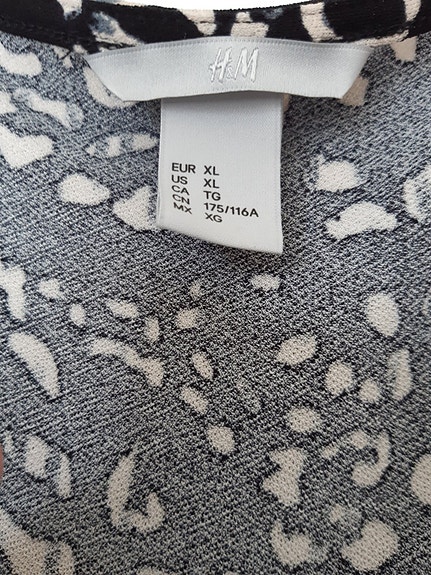 H&M
EUR XL
US XL
CA TG
CN 175/116A
MX XG